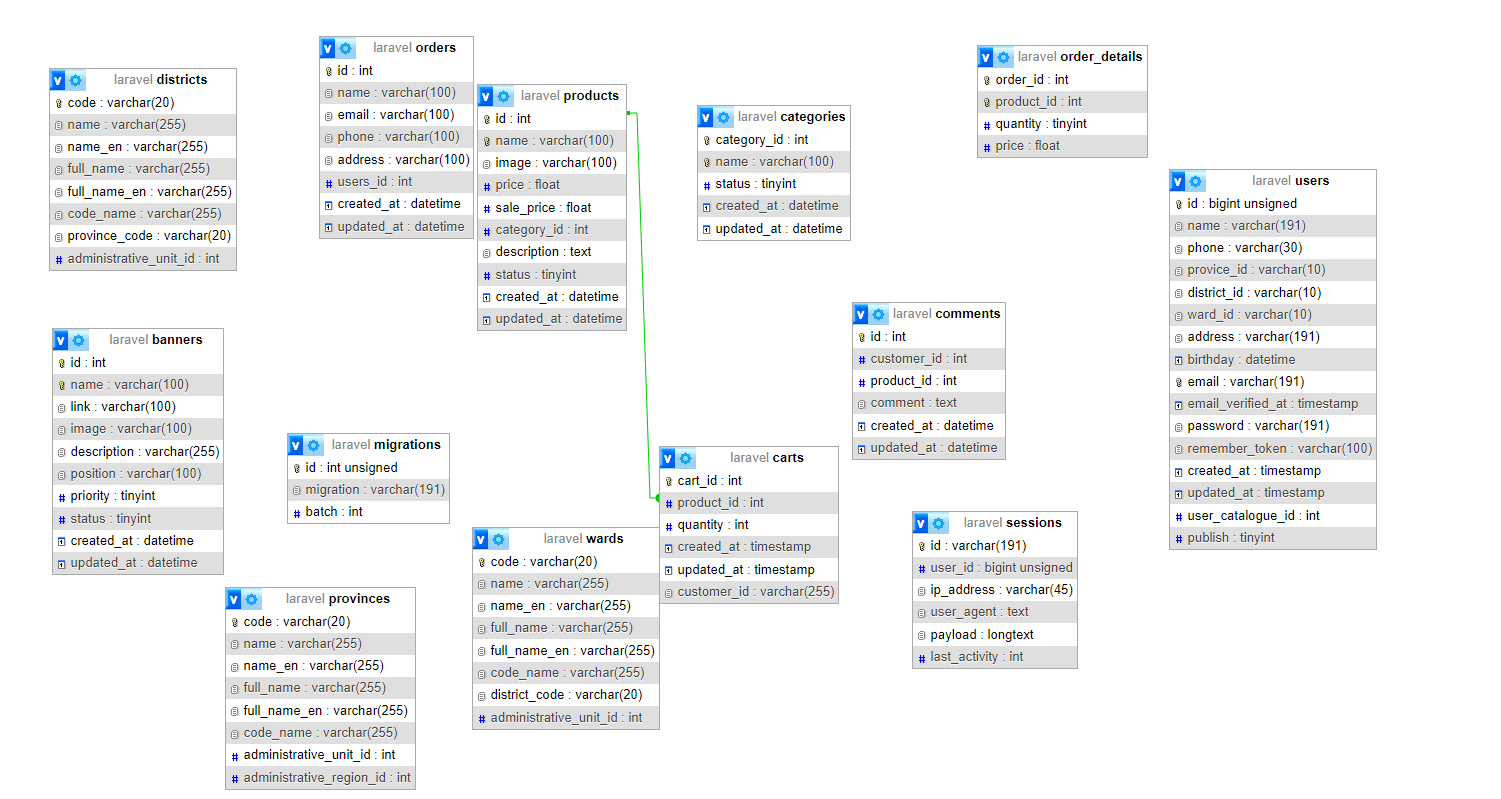 laravel districts
code : varchar(20)
name : varchar(255)
name_en : varchar(255)
full_name : varchar(255)
full_name_en : varchar(255)
code_name : varchar(255)
province_code : varchar(20)
administrative_unit_id : int
laravel orders
id : int
name : varchar(100)
email : varchar(100)
phone : varchar(100)
address : varchar(100)
users_id : int
created_at : datetime
updated_at : datetime
laravel products
id : int
name : varchar(100)
image : varchar(100)
price : float
sale_price : float
category_id : int
description : text
status : tinyint
created_at : datetime
updated_at : datetime
laravel categories
category_id : int
name : varchar(100)
status : tinyint
created_at : datetime
updated_at : datetime
laravel order_details
order_id : int
product_id : int
quantity : tinyint
price : float
laravel users
id : bigint unsigned
name : varchar(191)
phone : varchar(30)
provice_id : varchar(10)
district_id : varchar(10)
ward_id : varchar(10)
address : varchar(191)
birthday : datetime
email : varchar(191)
email_verified_at : timestamp
password : varchar(191)
remember_token : varchar(100)
created_at : timestamp
updated_at : timestamp
user_catalogue_id : int
publish : tinyint
laravel banners
id : int
name : varchar(100)
link : varchar(100)
image : varchar(100)
description : varchar(255)
position : varchar(100)
priority : tinyint
status : tinyint
created_at : datetime
updated_at : datetime
laravel migrations
id : int unsigned
migration : varchar(191)
batch : int
laravel comments
id : int
customer_id : int
product_id : int
comment : text
created_at : datetime
updated_at : datetime
laravel carts
cart_id : int
product_id : int
quantity : int
created_at : timestamp
updated_at : timestamp
customer_id : varchar(255)
laravel wards
code : varchar(20)
name : varchar(255)
name_en : varchar(255)
full_name : varchar(255)
full_name_en : varchar(255)
code_name : varchar(255)
district_code : varchar(20)
administrative_unit_id : int
laravel sessions
id : varchar(191)
user_id : bigint unsigned
ip_address : varchar(45)
user_agent : text
payload : longtext
last_activity : int
laravel provinces
code : varchar(20)
name : varchar(255)
name_en : varchar(255)
full_name : varchar(255)
full_name_en : varchar(255)
code_name : varchar(255)
administrative_unit_id : int
administrative_region_id : int